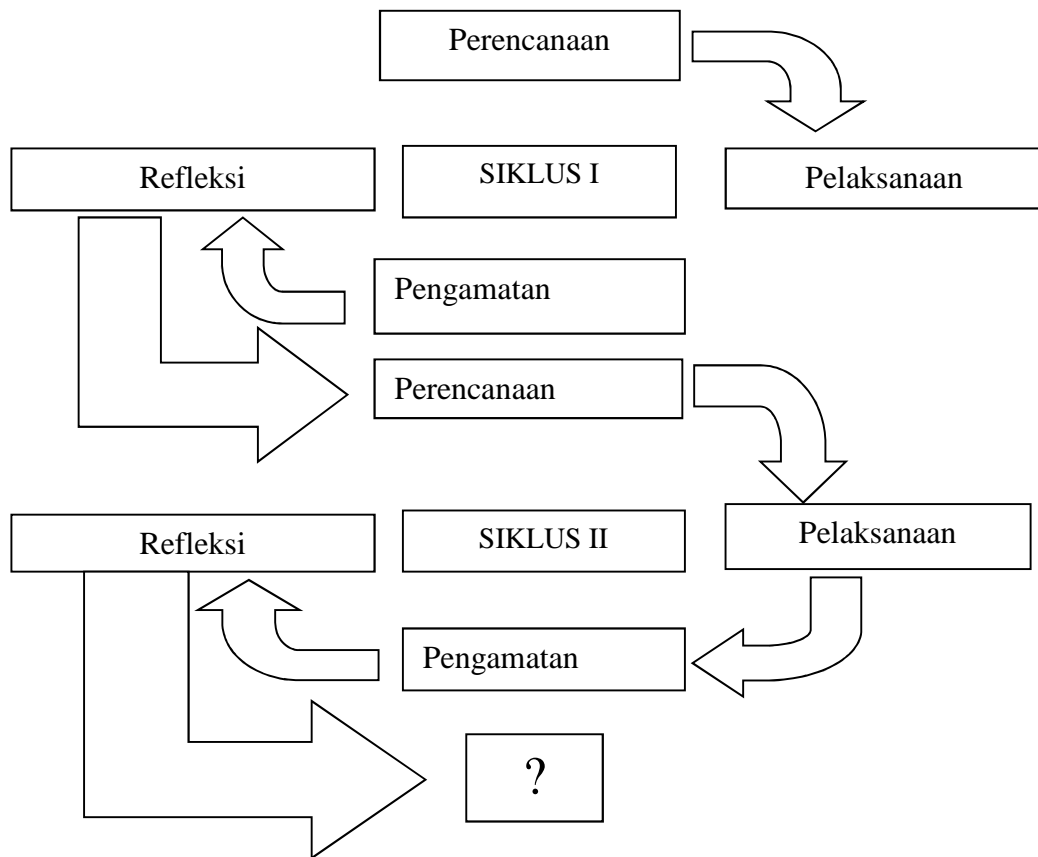 Perencanaan
Refleksi
SIKLUS I
Pelaksanaan
Pengamatan
Perencanaan
Refleksi
SIKLUS II
Pelaksanaan
Pengamatan
?